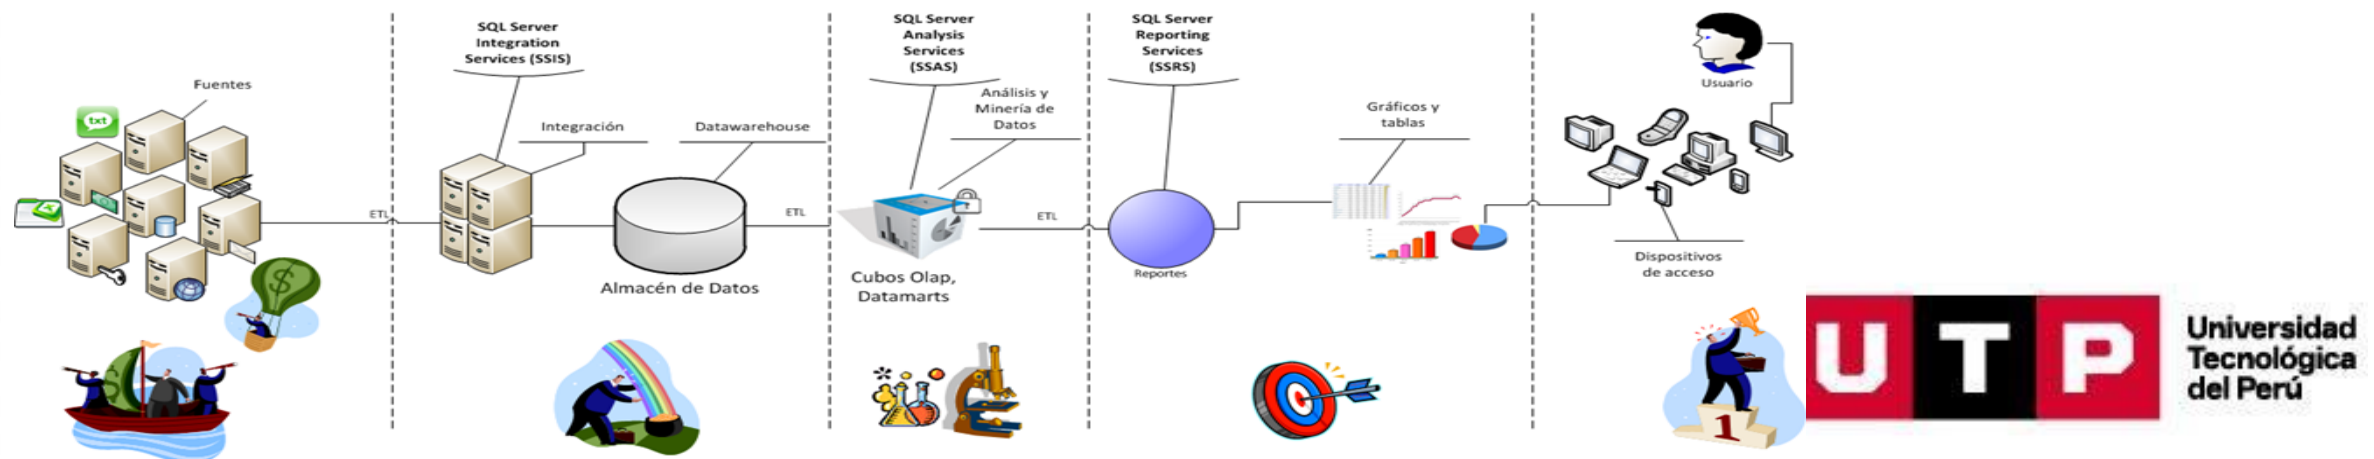 Fuentes
txt
ETL
SQL Server
Integration
Services (SSIS)
Integración
Datawarehouse
Almacén de Datos
ETL
SQL Server
Analysis
Services
(SSAS)
Análisis y
Minería de
Datos
Cubos Olap,
Datamarts
ETL
SQL Server
Reporting
Services
(SSRS)
Reportes
Gráficos y
tablas
Usuario
Dispositivos
de acceso
1
UTP
Universidad
Tecnológica
del Perú